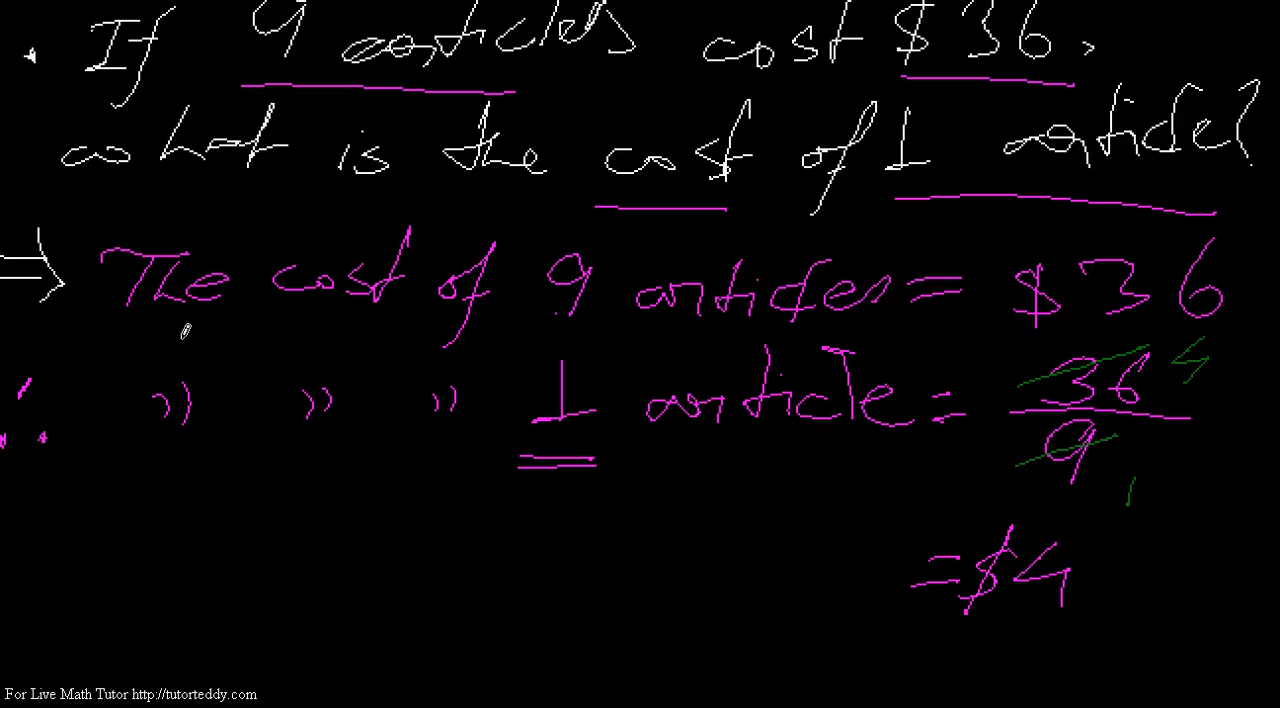 . If 9 articles cost $36,
what is the cost of 1 article?
⇒ The cost of 9 articles = $36
∴ " " " 1 article = 36/9 4 1
= $4
For Live Math Tutor http://tutorteddy.com